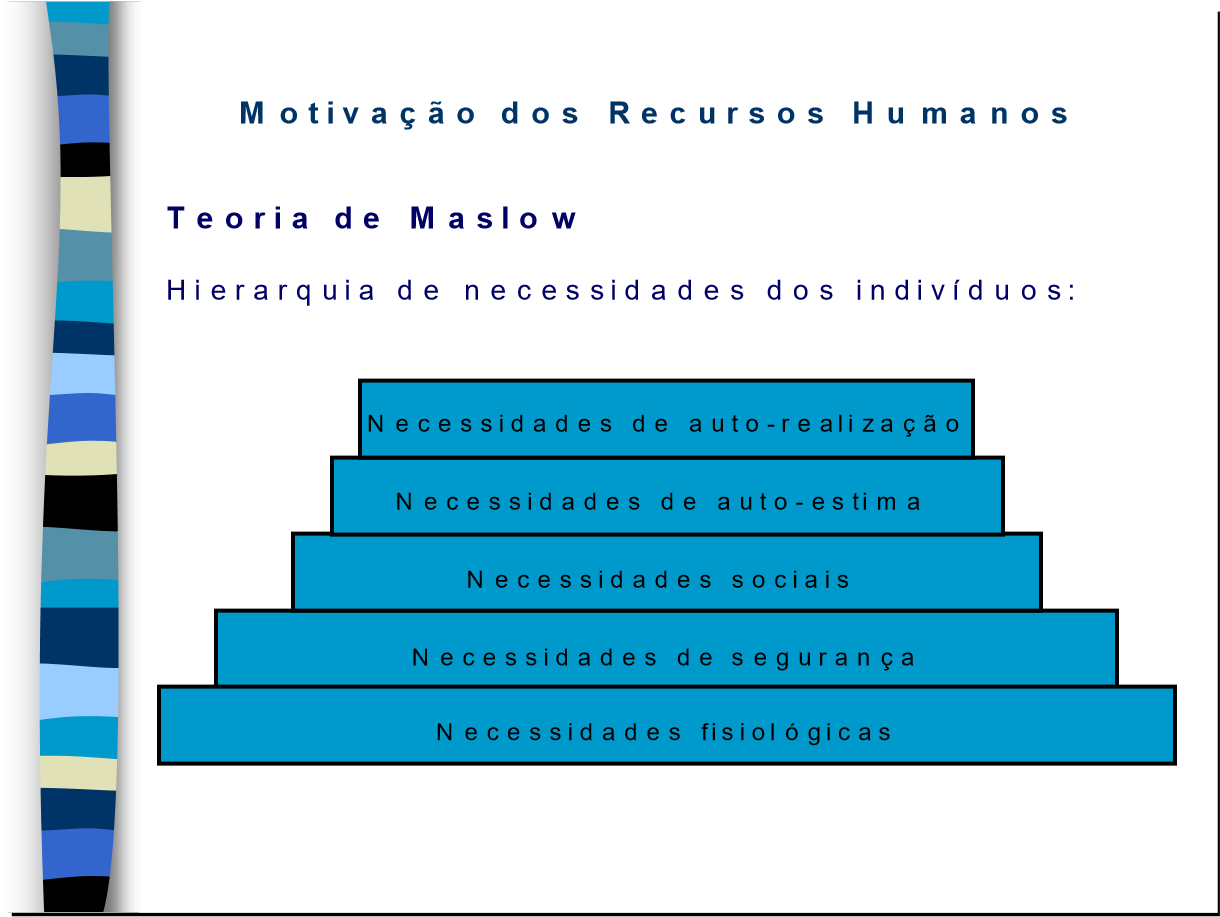 Motivação dos Recursos Humanos
Teoria de Maslow
Hierarquia de necessidades dos indivíduos:
Necessidades de auto-realização
Necessidades de auto-estima
Necessidades sociais
Necessidades de segurança
Necessidades fisiológicas